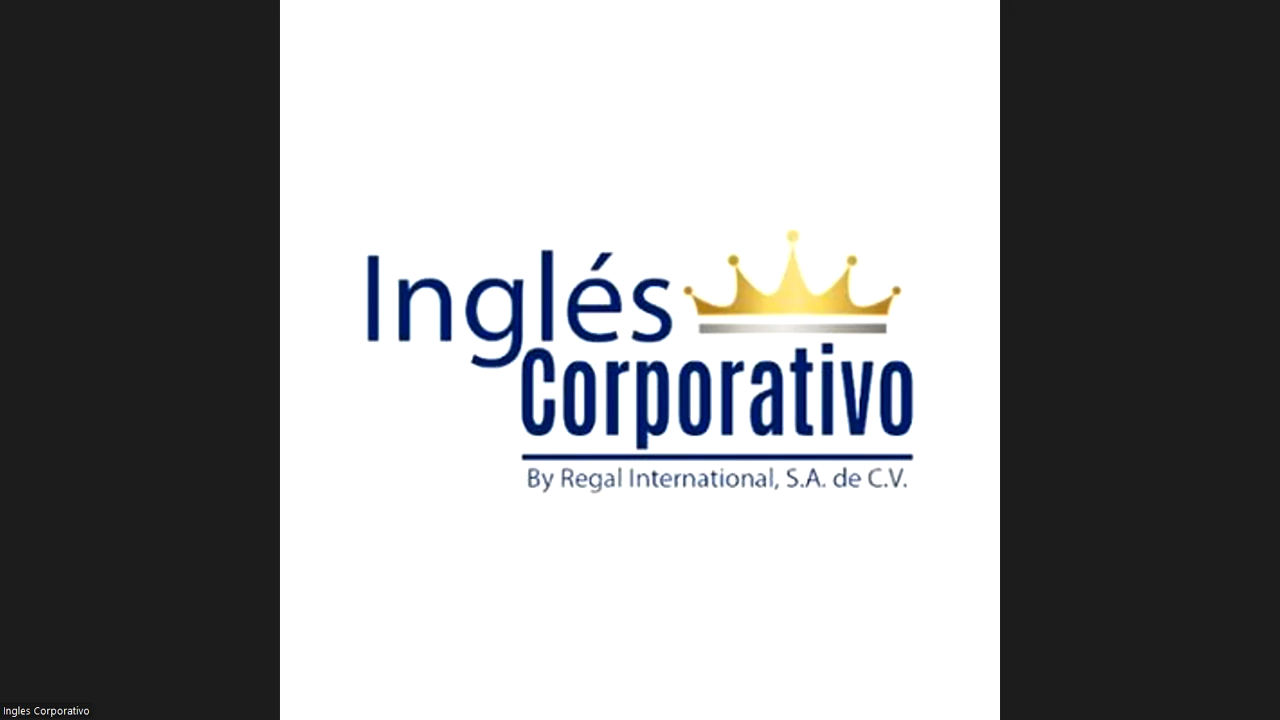 Inglés
Corporativo
By Regal International, S.A. de C.V.
Ingles Corporativo